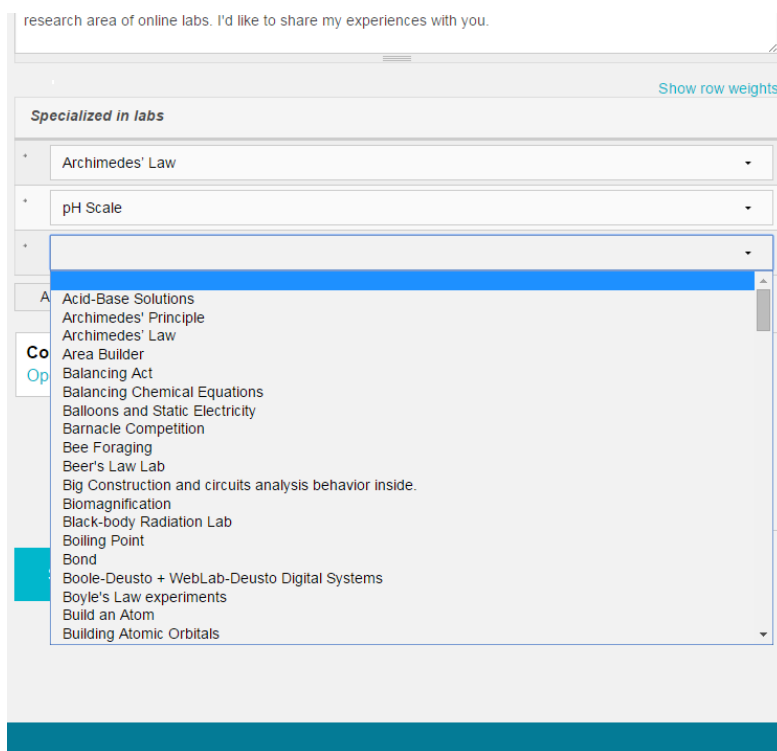 research area of online labs. I'd like to share my experiences with you.
Show row weights
Specialized in labs
Archimedes’ Law
pH Scale
A
Acid-Base Solutions
Archimedes' Principle
Archimedes’ Law
Co
Area Builder
Op
Balancing Act
Balancing Chemical Equations
Balloons and Static Electricity
Barnacle Competition
Bee Foraging
Beer's Law Lab
Big Construction and circuits analysis behavior inside.
Biomagnification
Black-body Radiation Lab
Boiling Point
Bond
Boole-Deusto + WebLab-Deusto Digital Systems
Boyle's Law experiments
Build an Atom
Building Atomic Orbitals